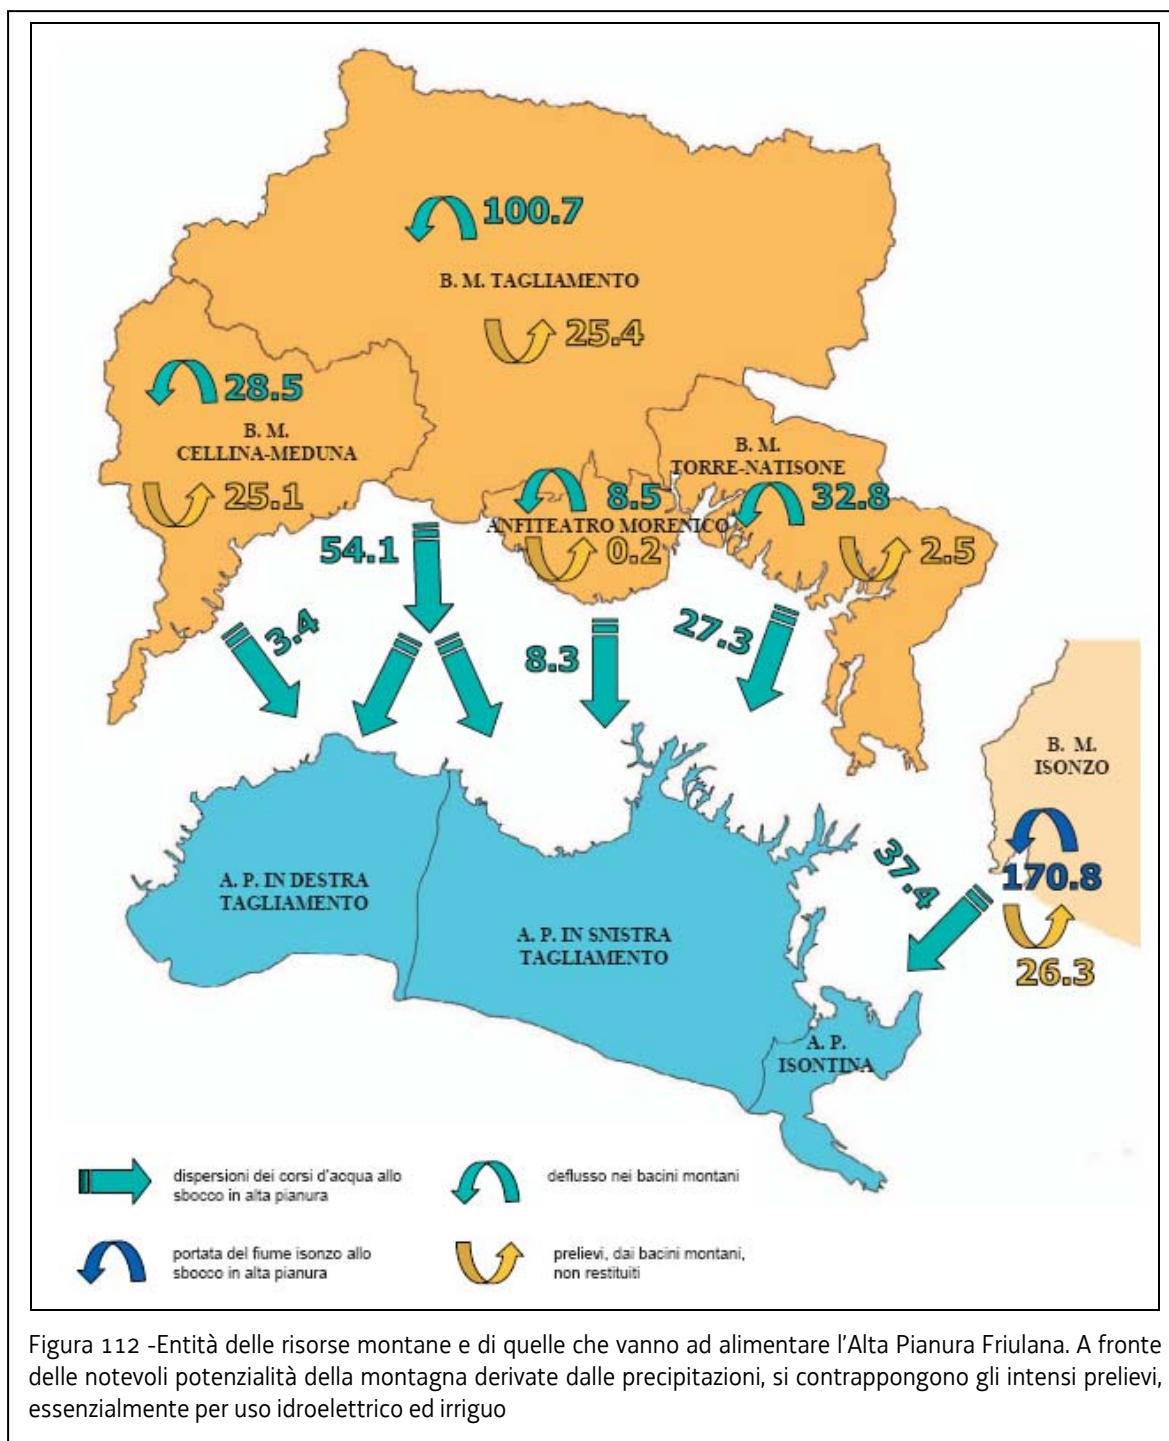 100.7
B. M. TAGLIAMENTO
25.4
28.5
B. M.
CELLINA-MEDUNA
25.1
B. M.
TORRE-NATISONE
8.5
32.8
ANFITEATRO MORENICO
0.2
2.5
54.1
3.4
8.3
27.3
B. M.
ISONZO
37.4
170.8
26.3
A. P. IN DESTRA
TAGLIAMENTO
A. P. IN SNISTRA
TAGLIAMENTO
A. P.
ISONTINA
dispersioni dei corsi d'acqua allo
sbocco in alta pianura
deflusso nei bacini montani
portata del fiume isonzo allo
sbocco in alta pianura
prelievi, dai bacini montani,
non restituiti
Figura 112 -Entità delle risorse montane e di quelle che vanno ad alimentare l'Alta Pianura Friulana. A fronte
delle notevoli potenzialità della montagna derivate dalle precipitazioni, si contrappongono gli intensi prelievi,
essenzialmente per uso idroelettrico ed irriguo